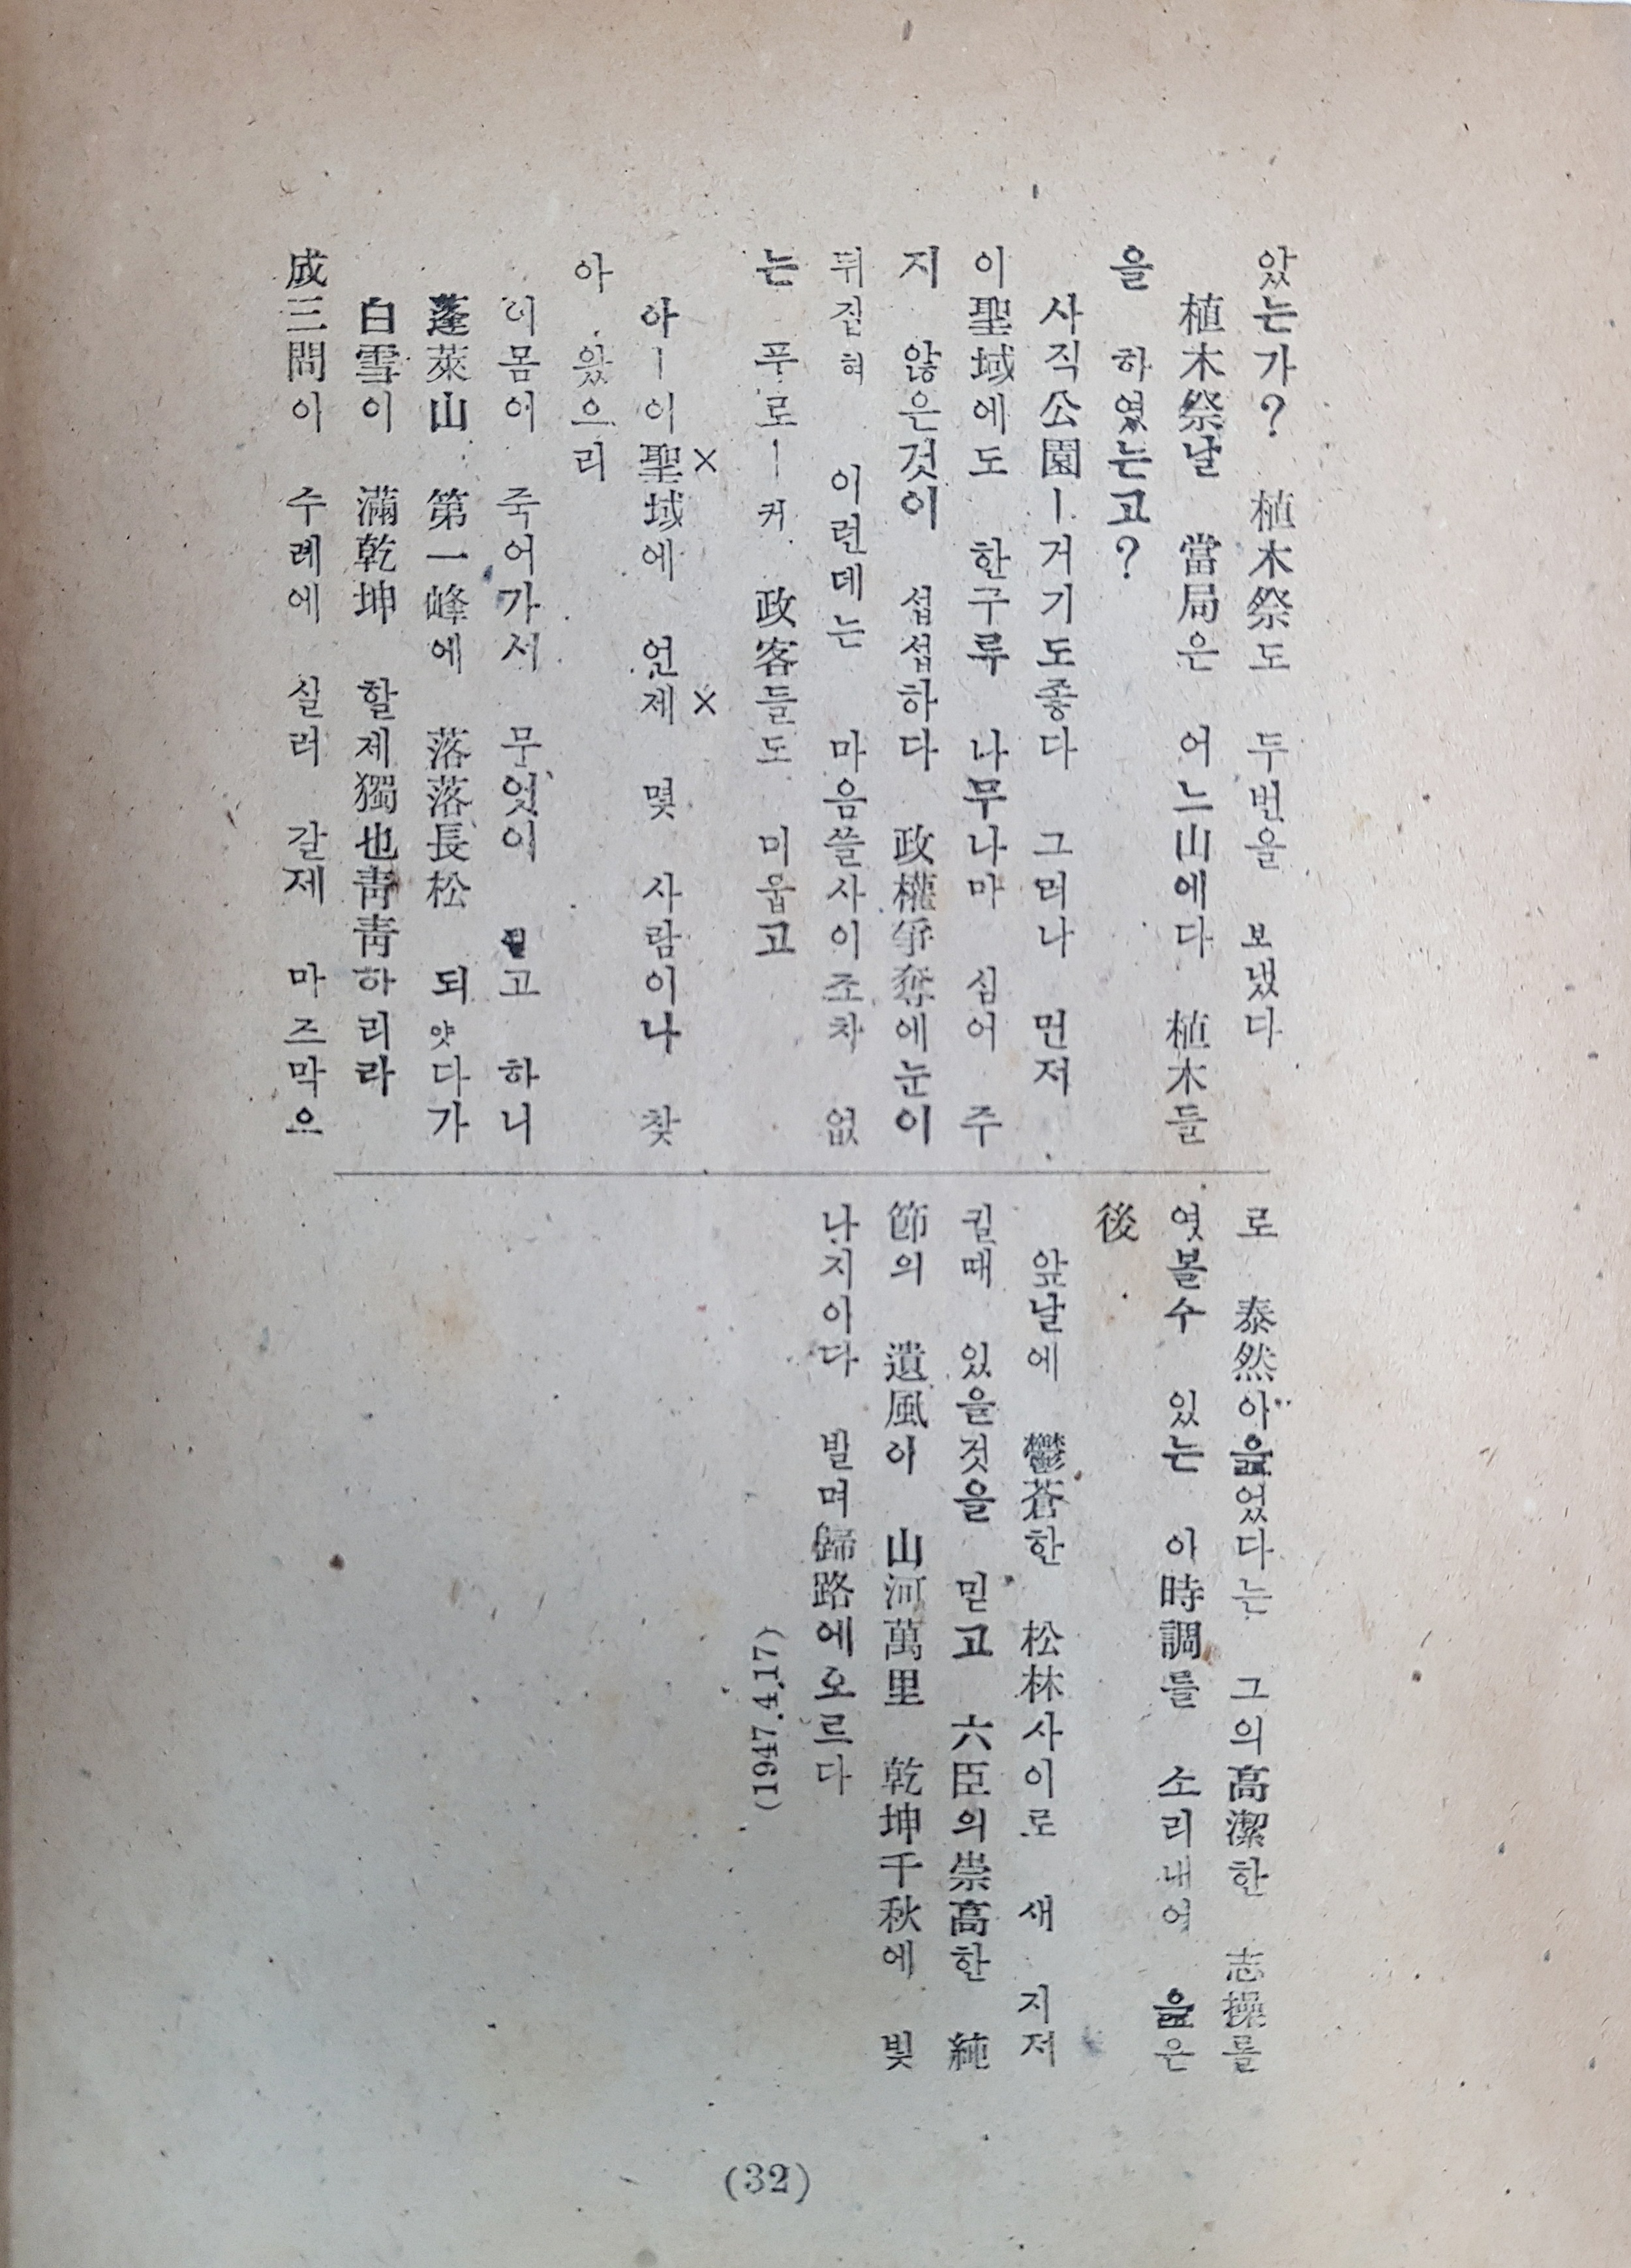 았는가? 植木祭도 두번을 보냈다
植木祭날 當局은 어느山에다 植木들
을 하였는고?
사직公園ㅣ거기도좋다 그러나 먼저
이聖域에도 한구류 나무나마 심어 주
지 않은것이 섭섭하다 政權爭奪에눈이
뒤집혀 이런데는 마음쓸사이조차 없
는 푸로ㅣ커 政客들도 미웁고
× ×
아ㅣ이聖域에 언제 몇 사람이나 찾
아 왔으리
이몸이 죽어가서 무엇이 될고 하니
蓬萊山 第一峰에 落落長松 되얏다가
白雪이 滿乾坤 할제獨也靑靑하리라
成三問이 수레에 실러 갈제 마즈막으
로 泰然이읊었다는 그의高潔한 志操를
엿볼수 있는 이時調를 소리내어 읊은
後
앞날에 鬱蒼한 松林사이로 새 지저
귈때 있을것을 믿고 六臣의崇高한 純
節의 遺風이 山河萬里 乾坤千秋에 빛
나지이다 빌며歸路에오르다
(1947.4.17)
(32)